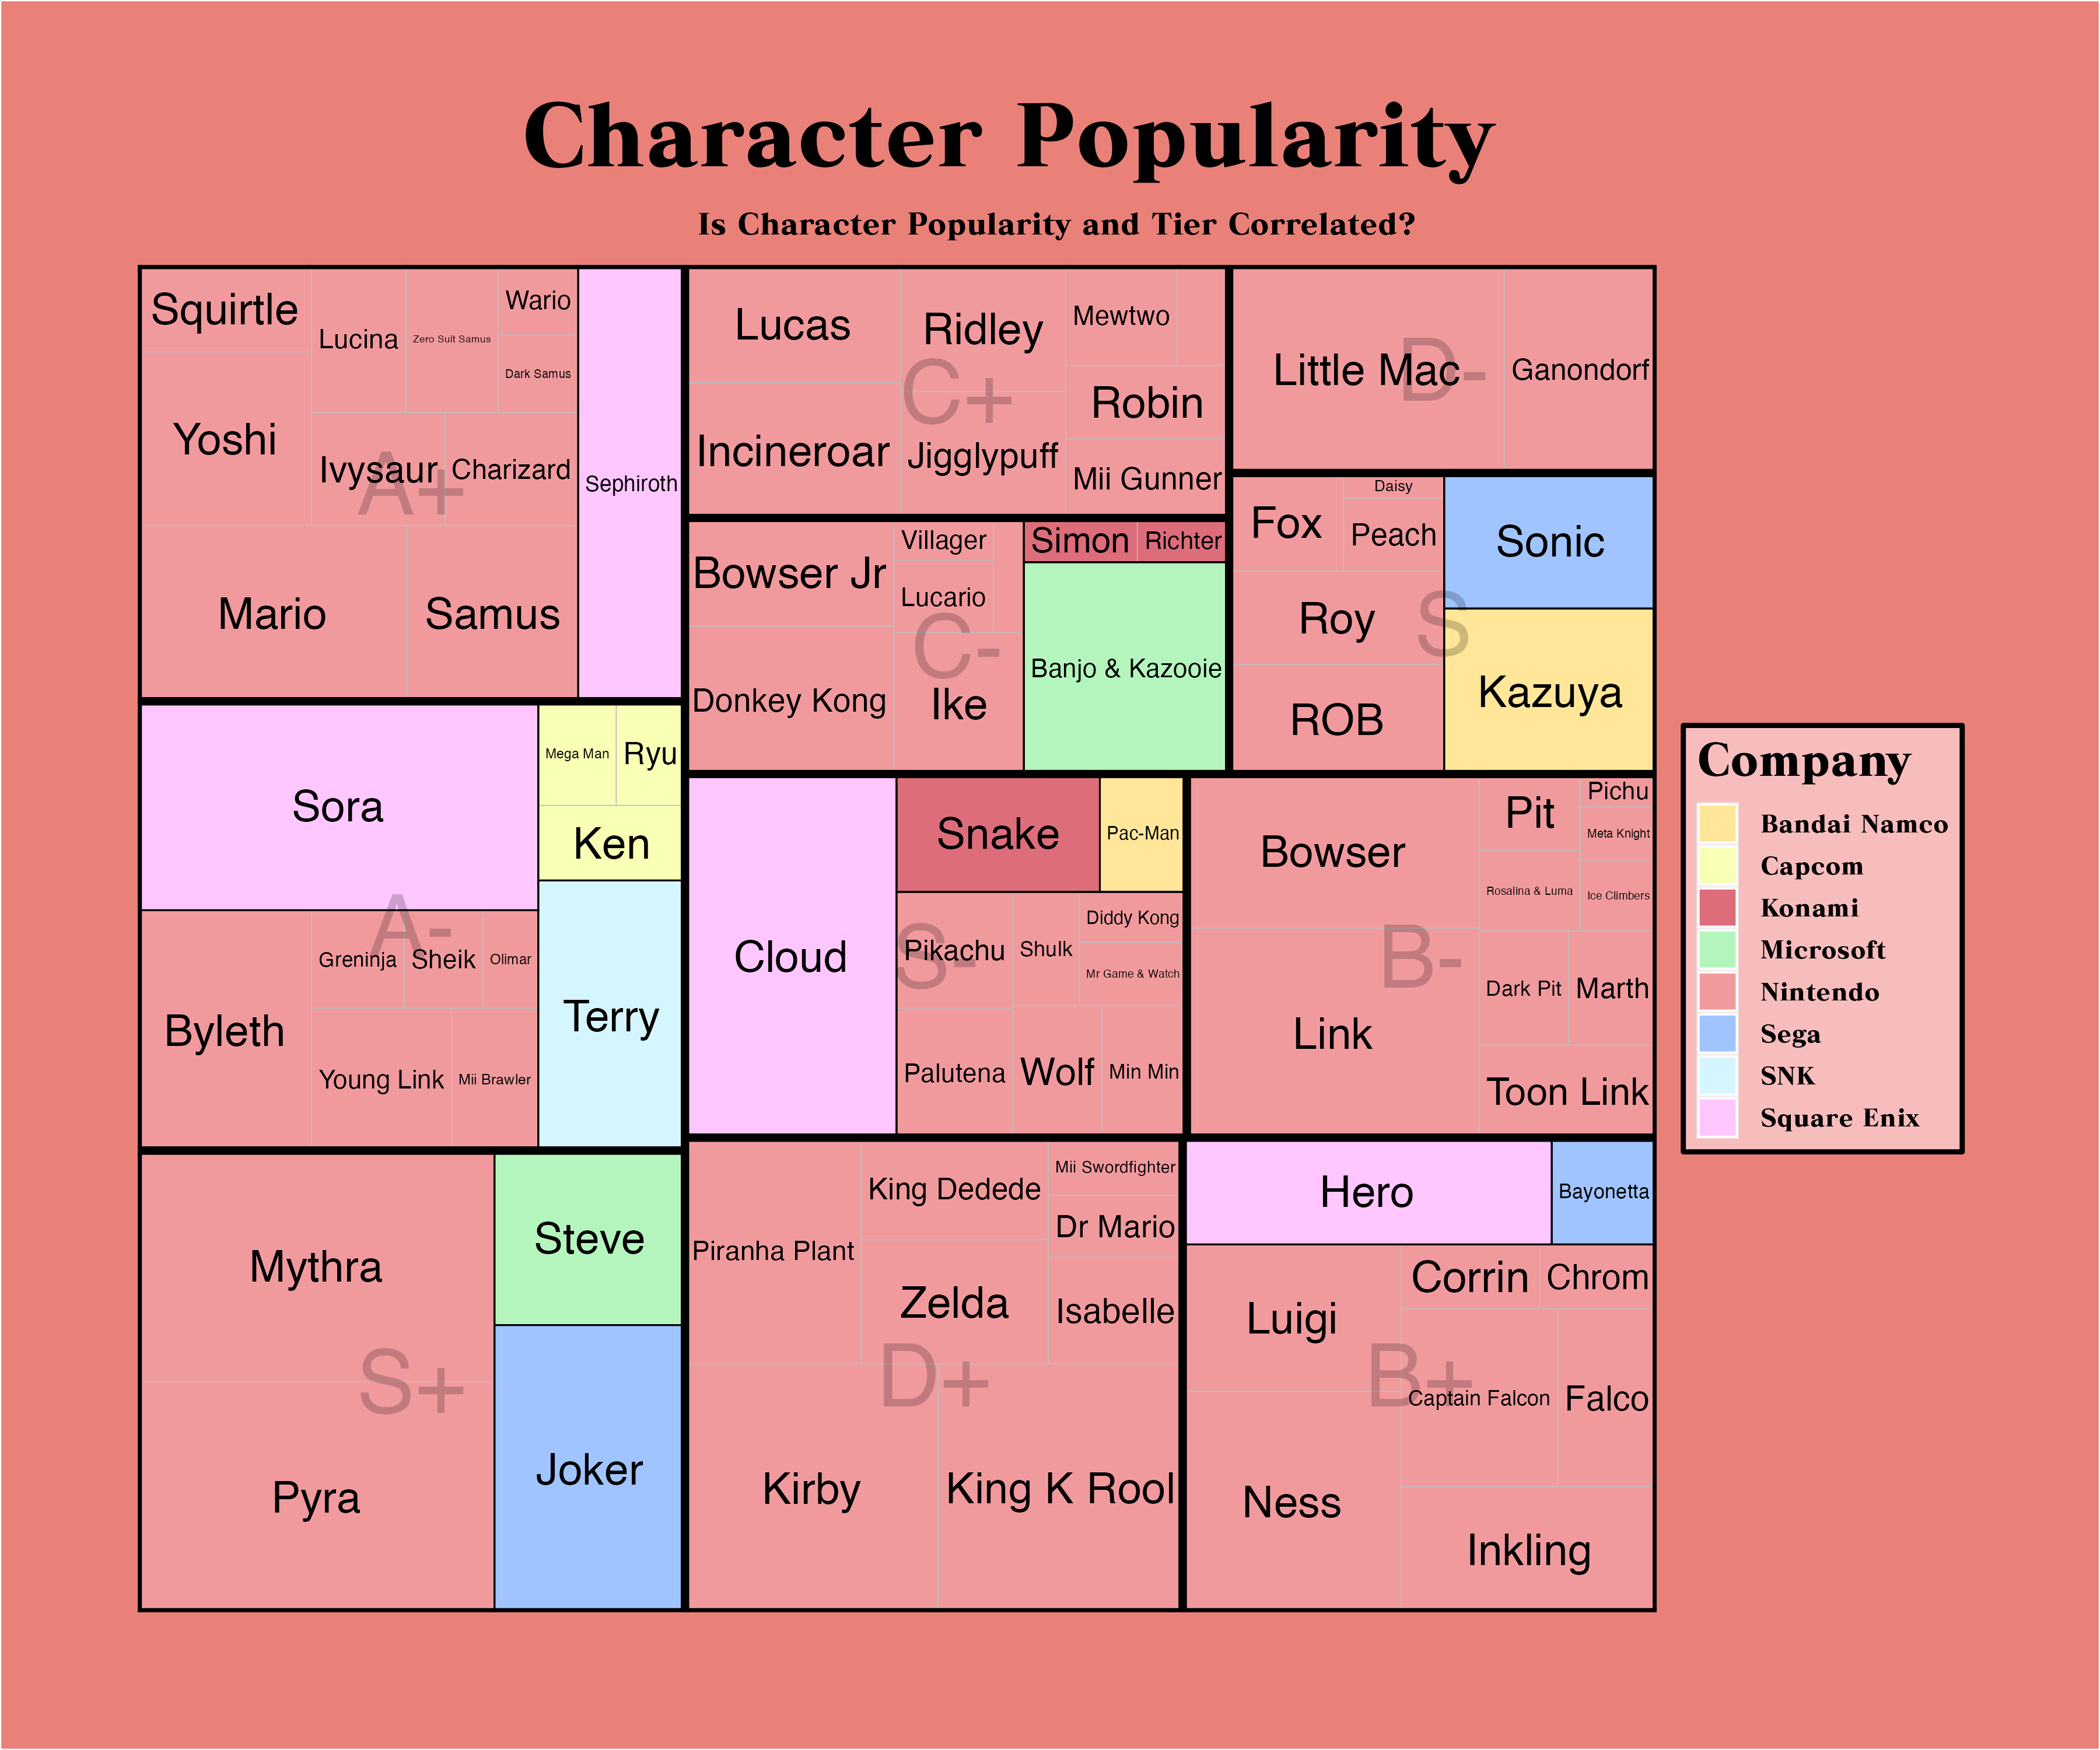 Character Popularity
Is Character Popularity and Tier Correlated?
Squirtle
Lucina
Zero Suit Samus
Wario
Dark Samus
Yoshi
Ivysaur
Charizard
A+
Mario
Samus
Sephiroth
Lucas
Ridley
Mewtwo
C+
Robin
Incineroar
Jigglypuff
Mii Gunner
Little Mac
D-
Ganondorf
Bowser Jr
Villager
Lucario
Simon
Richter
C-
Banjo & Kazooie
Donkey Kong
Ike
Fox
Daisy
Peach
Sonic
Roy
S
ROB
Kazuya
Sora
Mega Man
Ryu
Ken
A-
Greninja
Sheik
Olimar
Byleth
Young Link
Mii Brawler
Terry
Cloud
Snake
Pac-Man
S-
Pikachu
Shulk
Diddy Kong
Mr Game & Watch
Palutena
Wolf
Min Min
Bowser
Pit
Pichu
Meta Knight
Rosalina & Luma
Ice Climbers
B-
Link
Dark Pit
Marth
Toon Link
Mythra
Steve
S+
Pyra
Joker
Piranha Plant
King Dedede
Mii Swordfighter
Dr Mario
Zelda
Isabelle
D+
Kirby
King K Rool
Hero
Bayonetta
Luigi
Corrin
Chrom
B+
Captain Falcon
Falco
Ness
Inkling
Company
Bandai Namco
Capcom
Konami
Microsoft
Nintendo
Sega
SNK
Square Enix